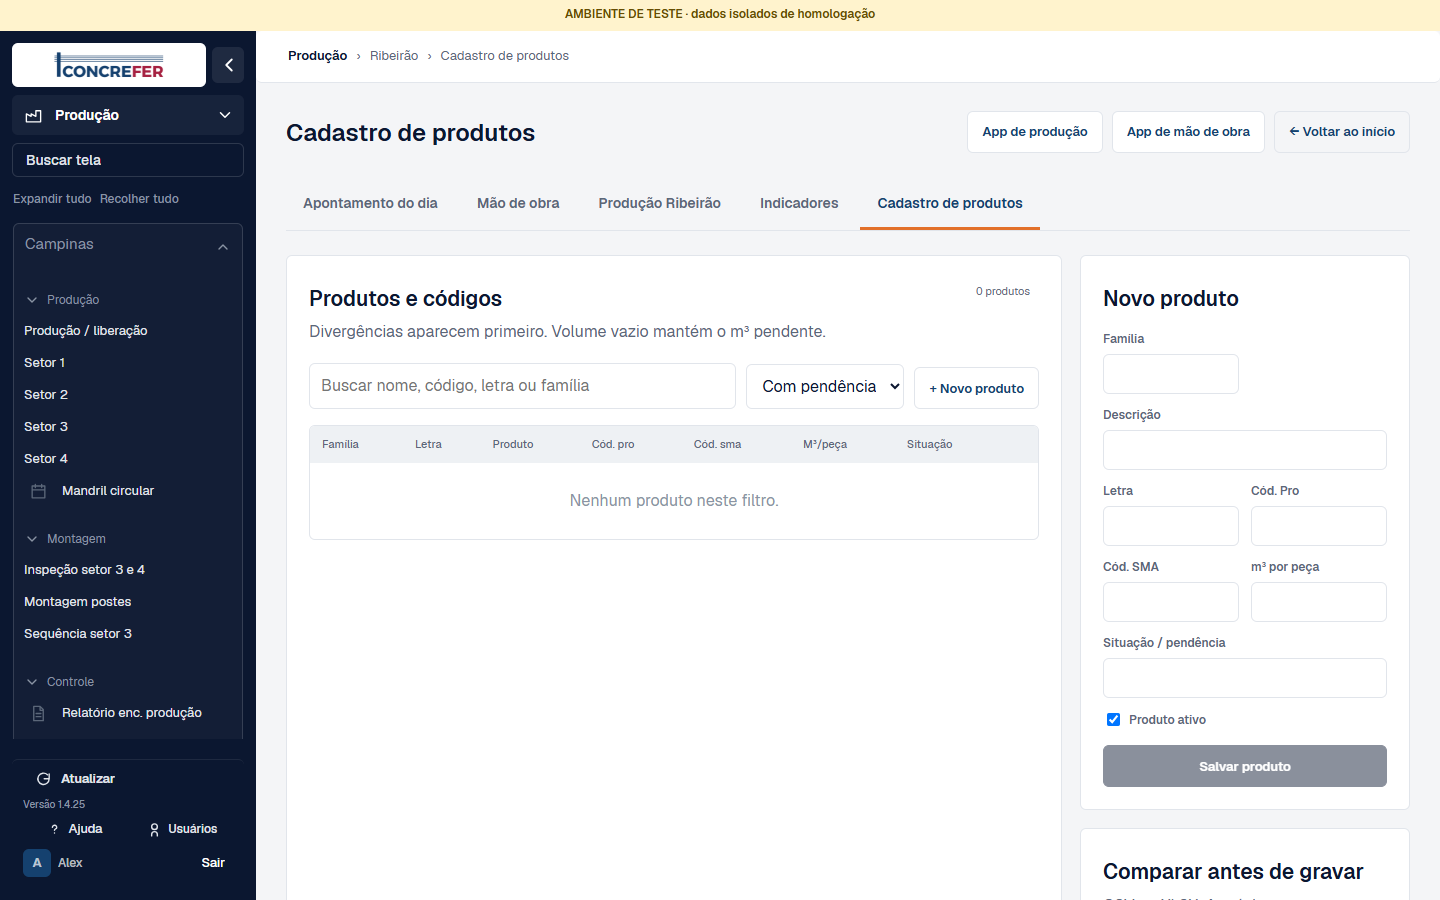 AMBIENTE DE TESTE · dados isolados de homologação
CONCREFER
Produção
Buscar tela
Expandir tudo Recolher tudo
Campinas
Produção
Produção / liberação
Setor 1
Setor 2
Setor 3
Setor 4
Mandril circular
Montagem
Inspeção setor 3 e 4
Montagem postes
Sequência setor 3
Controle
Relatório enc. produção
Atualizar
Versão 1.4.25
? Ajuda Usuários
A Alex Sair
Produção › Ribeirão › Cadastro de produtos
Cadastro de produtos
App de produção App de mão de obra ← Voltar ao início
Apontamento do dia Mão de obra Produção Ribeirão Indicadores Cadastro de produtos
Produtos e códigos
0 produtos
Divergências aparecem primeiro. Volume vazio mantém o m³ pendente.
Buscar nome, código, letra ou família Com pendência + Novo produto
Família Letra Produto Cód. pro Cód. sma M³/peça Situação
Nenhum produto neste filtro.
Novo produto
Família
Descrição
Letra Cód. Pro
Cód. SMA m³ por peça
Situação / pendência
Produto ativo
Salvar produto
Comparar antes de gravar